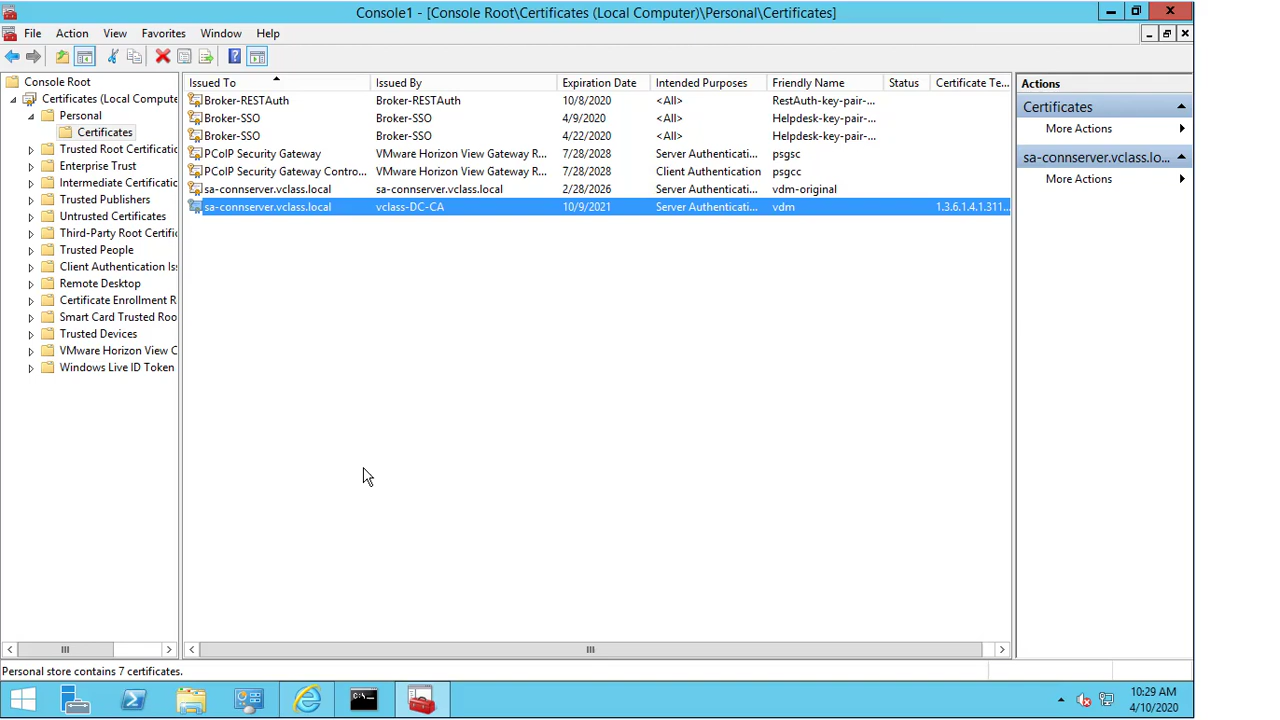 Console1 - [Console Root\Certificates (Local Computer)\Personal\Certificates]
File Action View Favorites Window Help
Console Root
Certificates (Local Compute
Personal
Certificates
Trusted Root Certificatio
Enterprise Trust
Intermediate Certificatio
Trusted Publishers
Untrusted Certificates
Third-Party Root Certific
Trusted People
Client Authentication Iss
Remote Desktop
Certificate Enrollment R
Smart Card Trusted Roo
Trusted Devices
VMware Horizon View C
Windows Live ID Token
Issued To Issued By Expiration Date Intended Purposes Friendly Name Status Certificate Te...
Broker-RESTAuth Broker-RESTAuth 10/8/2020 <All> RestAuth-key-pair-...
Broker-SSO Broker-SSO 4/9/2020 <All> Helpdesk-key-pair-...
Broker-SSO Broker-SSO 4/22/2020 <All> Helpdesk-key-pair-...
PCoIP Security Gateway VMware Horizon View Gateway R... 7/28/2028 Server Authenticati... psgsc
PCoIP Security Gateway Contro... VMware Horizon View Gateway R... 7/28/2028 Client Authentication psgcc
sa-connserver.vclass.local sa-connserver.vclass.local 2/28/2026 Server Authenticati... vdm-original
sa-connserver.vclass.local vclass-DC-CA 10/9/2021 Server Authenticati... vdm 1.3.6.1.4.1.311...
Actions
Certificates
More Actions
sa-connserver.vclass.lo...
More Actions
Personal store contains 7 certificates.
10:29 AM
4/10/2020